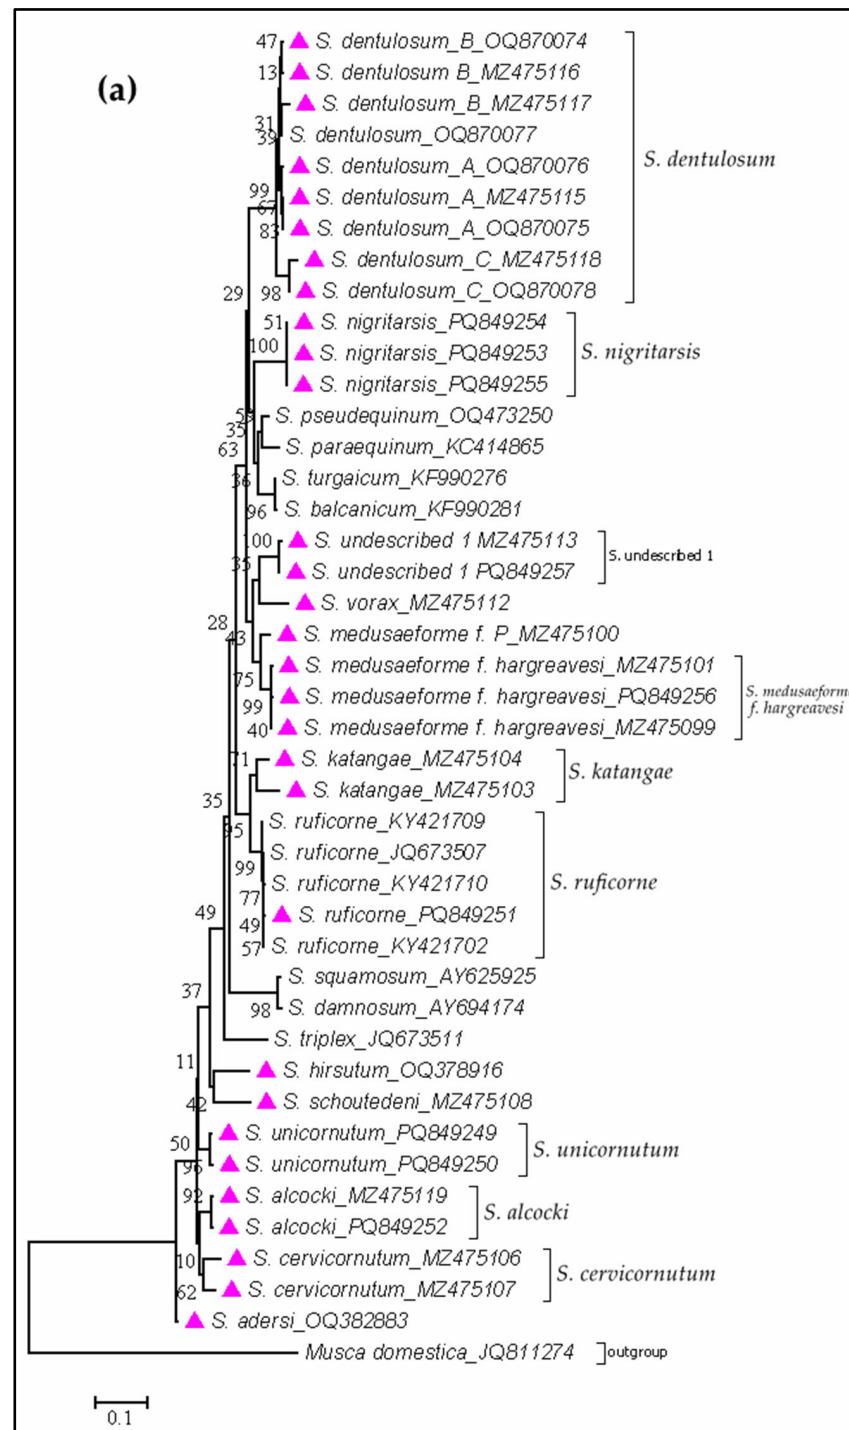 (a)
47
S. dentulosum_B_OQ870074
13
S. dentulosum B_MZ475116
S. dentulosum_B_MZ475117
31
39
S. dentulosum_OQ870077
S. dentulosum
S. dentulosum_A_OQ870076
99
S. dentulosum_A_MZ475115
67
83
S. dentulosum_A_OQ870075
S. dentulosum_C_MZ475118
29
98
S. dentulosum_C_OQ870078
51
S. nigritarsis_PQ849254
100
S. nigritarsis_PQ849253
S. nigritarsis
S. nigritarsis_PQ849255
S. pseudequinum_OQ473250
35
63
S. paraequinum_KC414865
36
S. turgaicum_KF990276
96
S. balcanicum_KF990281
100
S. undescribed 1_MZ475113
S. undescribed 1
35
S. undescribed 1_PQ849257
S. vorax_MZ475112
28
43
S. medusaeforme f. P_MZ475100
S. medusaeforme f. hargreavesi_MZ475101
75
S. medusaeforme f. hargreavesi_PQ849256
S. medusaeforme
f. hargreavesi
99
40
S. medusaeforme f. hargreavesi_MZ475099
71
S. katangae_MZ475104
S. katangae
S. katangae_MZ475103
35
95
S. ruficorne_KY421709
S. ruficorne_JQ673507
99
S. ruficorne_KY421710
S. ruficorne
77
49
49
S. ruficorne_PQ849251
57
S. ruficorne_KY421702
S. squamosum_AY625925
37
98
S. damnosum_AY694174
S. triplex_JQ673511
11
S. hirsutum_OQ378916
42
S. schoutedeni_MZ475108
S. unicornutum_PQ849249
50
S. unicornutum
96
S. unicornutum_PQ849250
92
S. alcocki_MZ475119
S. alcocki
S. alcocki_PQ849252
10
S. cervicornutum_MZ475106
S. cervicornutum
62
S. cervicornutum_MZ475107
S. adersi_OQ382883
Musca domestica_JQ811274
outgroup
0.1